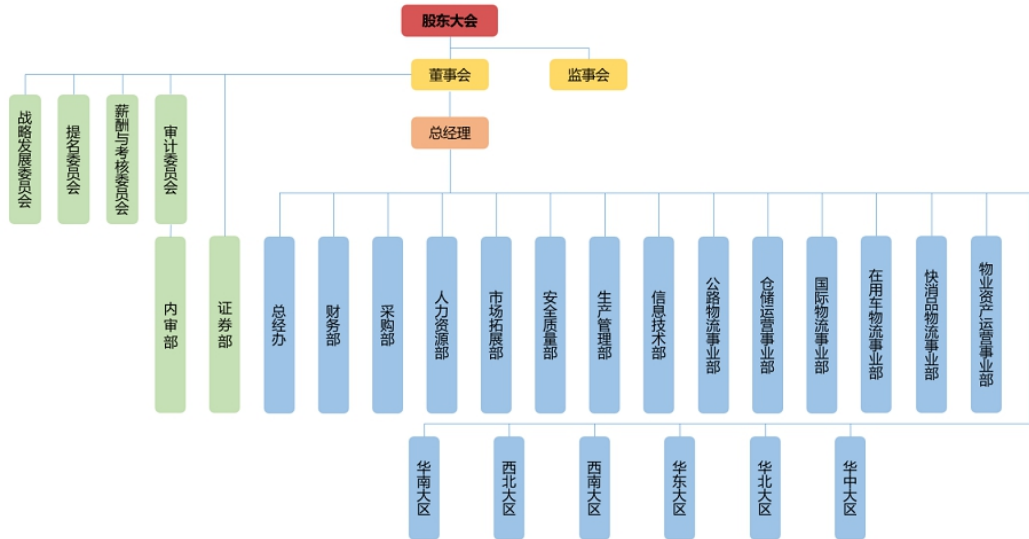 股东大会
董事会
监事会
总经理
战略发展委员会
提名委员会
薪酬与考核委员会
审计委员会
内审部
证券部
总经办
财务部
采购部
人力资源部
市场拓展部
安全质量部
生产管理部
信息技术部
公路物流事业部
仓储运营事业部
国际物流事业部
在用车物流事业部
快消品物流事业部
物业资产运营事业部
华南大区
西北大区
西南大区
华东大区
华北大区
华中大区